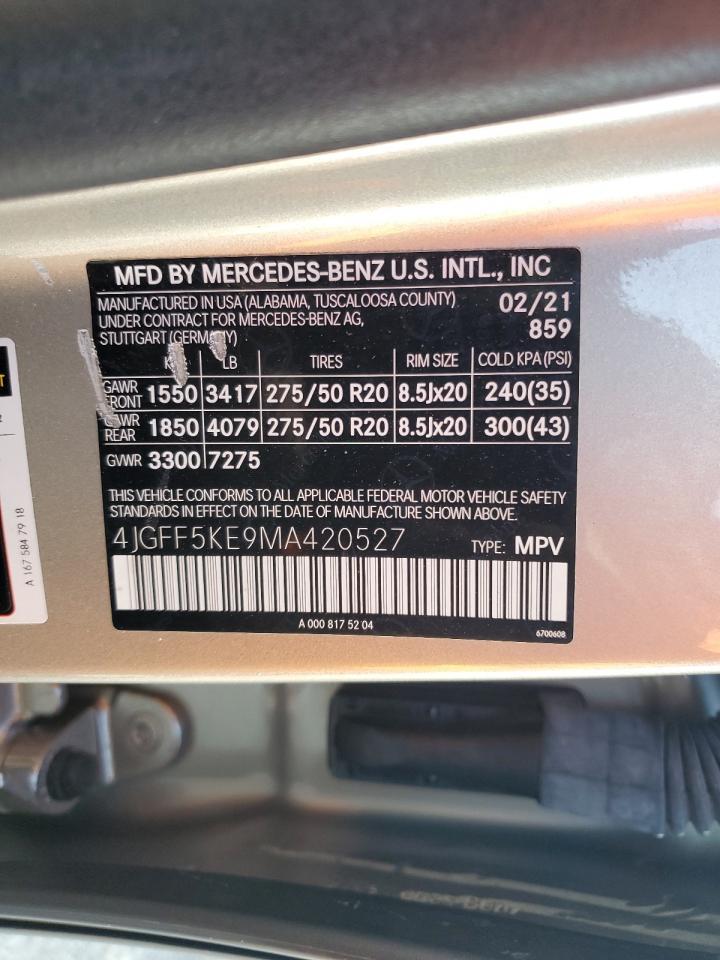 MFD BY MERCEDES-BENZ U.S. INTL., INC
MANUFACTURED IN USA (ALABAMA, TUSCALOOSA COUNTY) 02/21
UNDER CONTRACT FOR MERCEDES-BENZ AG, 859
STUTTGART (GERMANY)
LB TIRES RIM SIZE COLD KPA (PSI)
GAWR FRONT 1550 3417 275/50 R20 8.5Jx20 240(35)
GAWR REAR 1850 4079 275/50 R20 8.5Jx20 300(43)
GVWR 3300 7275
THIS VEHICLE CONFORMS TO ALL APPLICABLE FEDERAL MOTOR VEHICLE SAFETY
STANDARDS IN EFFECT ON THE DATE OF MANUFACTURE SHOWN ABOVE.
4JGFF5KE9MA420527 TYPE: MPV
A 000 817 52 04 6700608
A 167 584 79 18